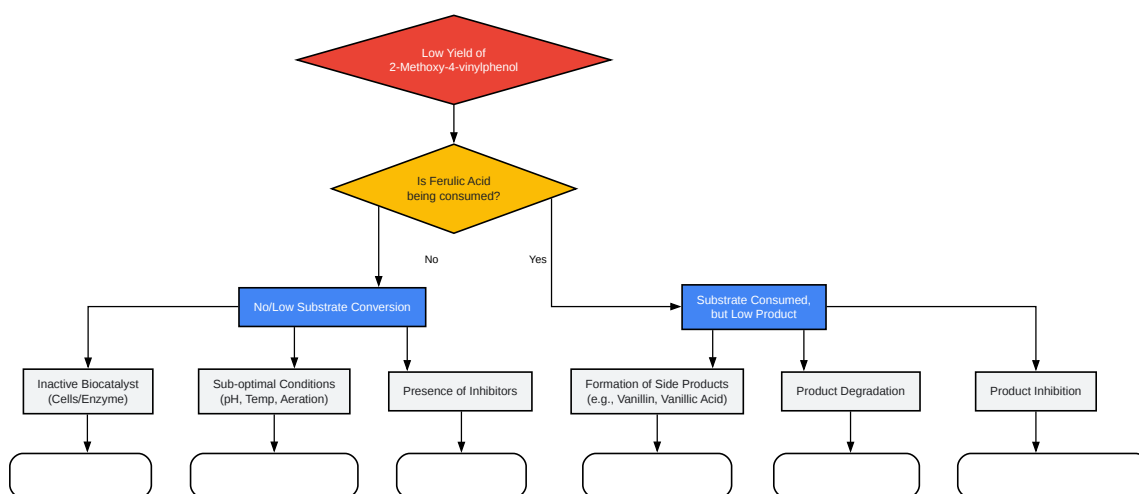 Low Yield of
2-Methoxy-4-vinylphenol
Is Ferulic Acid
being consumed?
No
Yes
No/Low Substrate Conversion
Substrate Consumed,
but Low Product
Inactive Biocatalyst
(Cells/Enzyme)
Sub-optimal Conditions
(pH, Temp, Aeration)
Presence of Inhibitors
Formation of Side Products
(e.g., Vanillin, Vanillic Acid)
Product Degradation
Product Inhibition